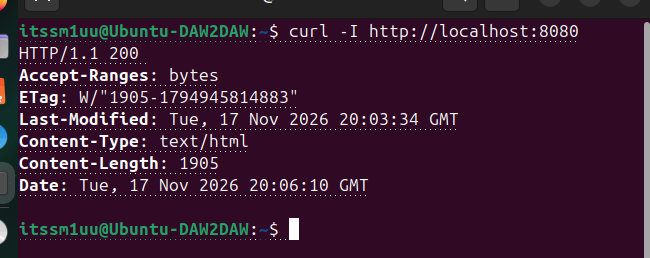 itssm1uu@Ubuntu-DAW2DAW:~$ curl -I http://localhost:8080
HTTP/1.1 200
Accept-Ranges: bytes
ETag: W/"1905-1794945814883"
Last-Modified: Tue, 17 Nov 2026 20:03:34 GMT
Content-Type: text/html
Content-Length: 1905
Date: Tue, 17 Nov 2026 20:06:10 GMT
itssm1uu@Ubuntu-DAW2DAW:~$